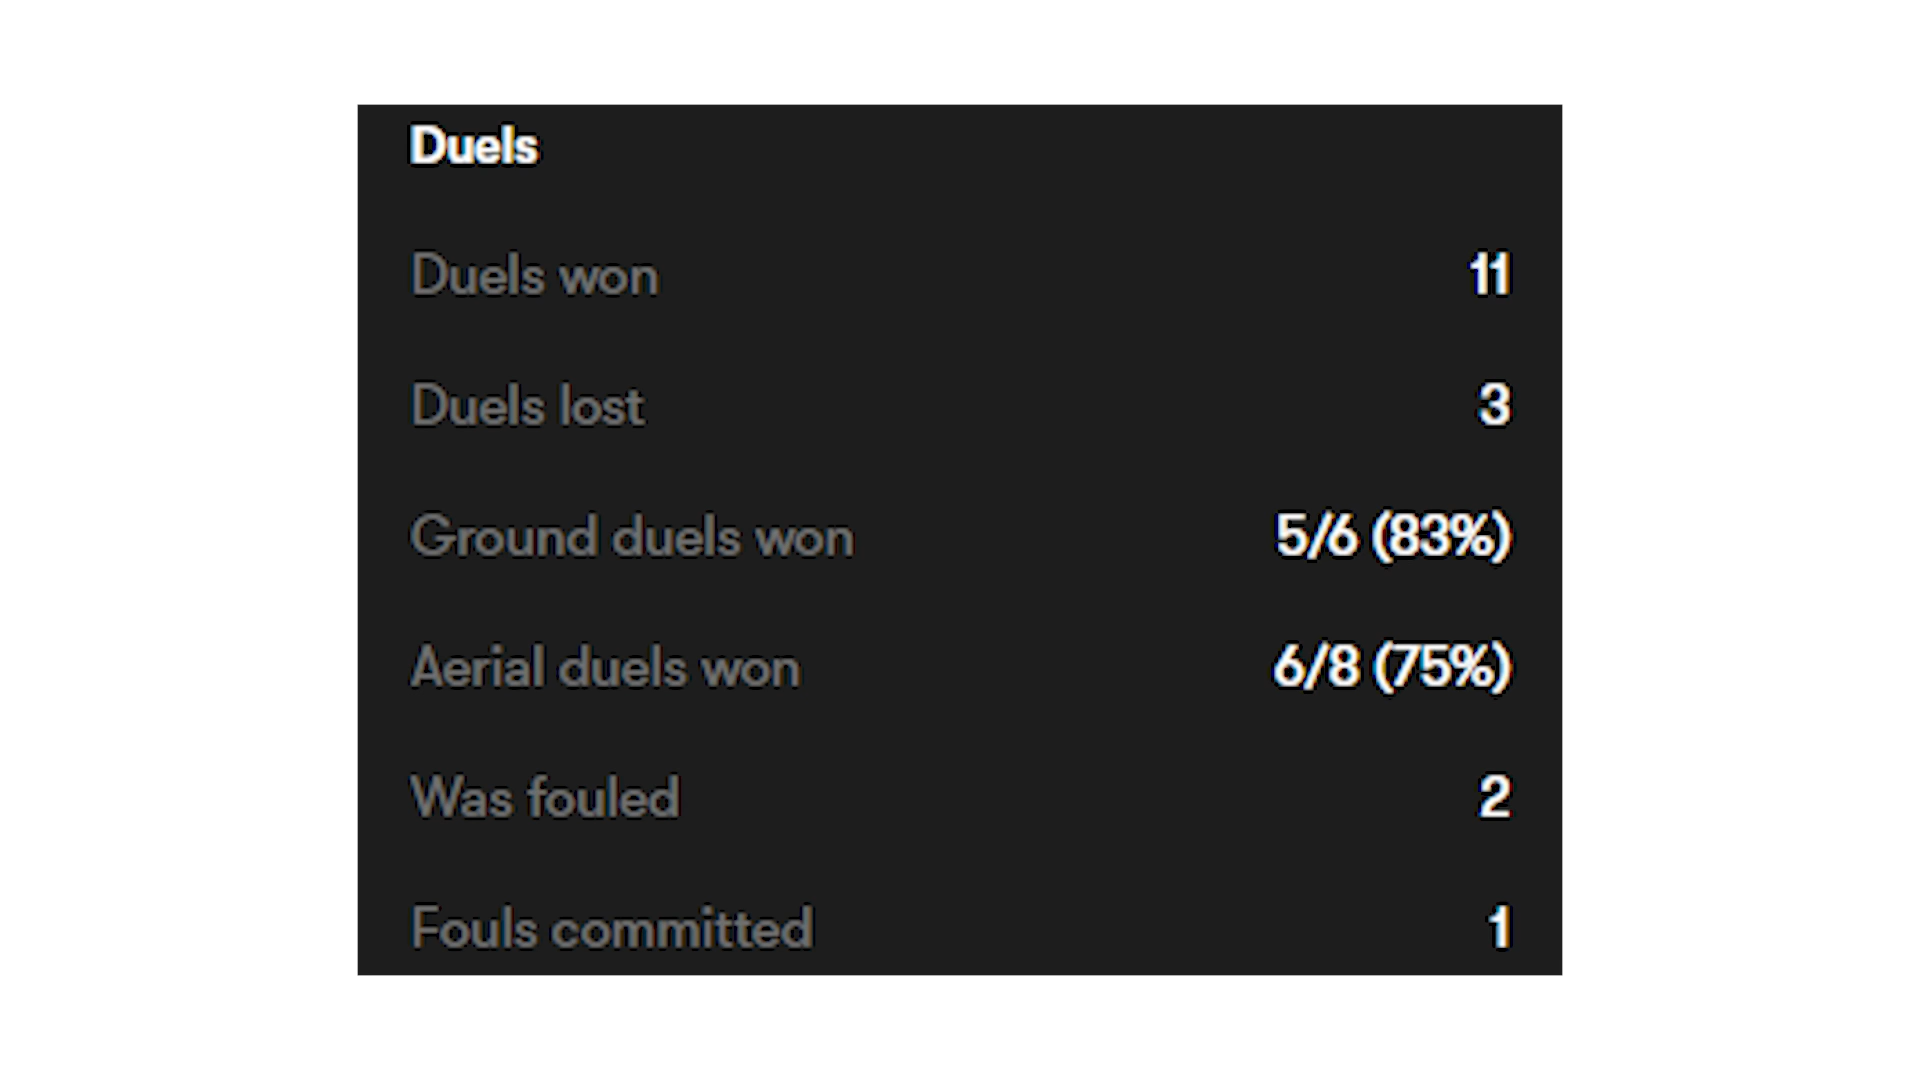 Duels
Duels won 11
Duels lost 3
Ground duels won 5/6 (83%)
Aerial duels won 6/8 (75%)
Was fouled 2
Fouls committed 1